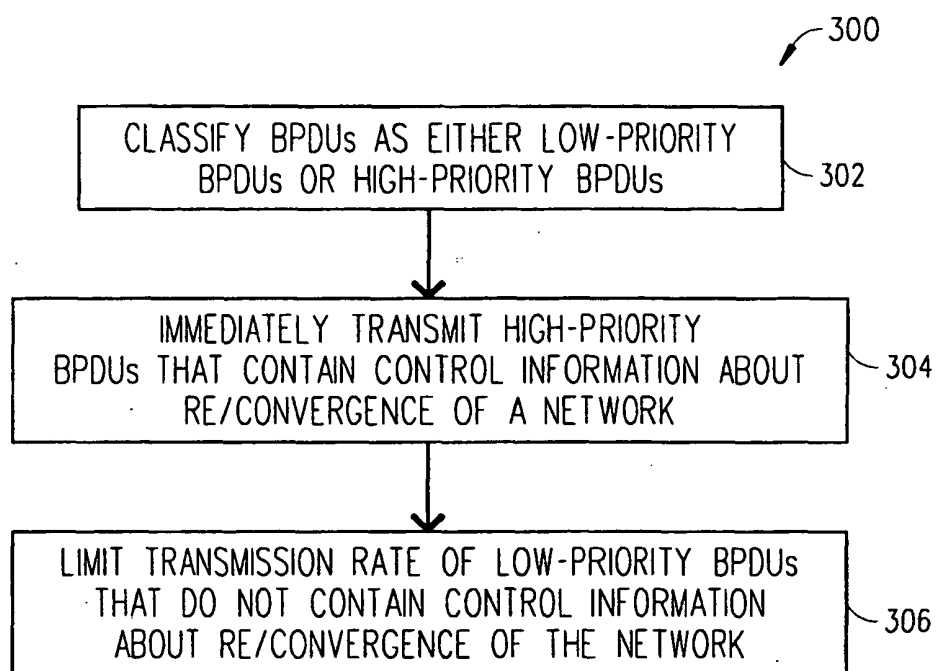 300
CLASSIFY BPDUs AS EITHER LOW-PRIORITY
BPDUs OR HIGH-PRIORITY BPDUs
302
IMMEDIATELY TRANSMIT HIGH-PRIORITY
BPDUs THAT CONTAIN CONTROL INFORMATION ABOUT
RE/CONVERGENCE OF A NETWORK
304
LIMIT TRANSMISSION RATE OF LOW-PRIORITY BPDUs
THAT DO NOT CONTAIN CONTROL INFORMATION
ABOUT RE/CONVERGENCE OF THE NETWORK
306